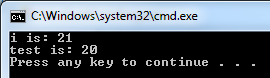 C:\Windows\system32\cmd.exe
i is: 21
test is: 20
Press any key to continue . . .